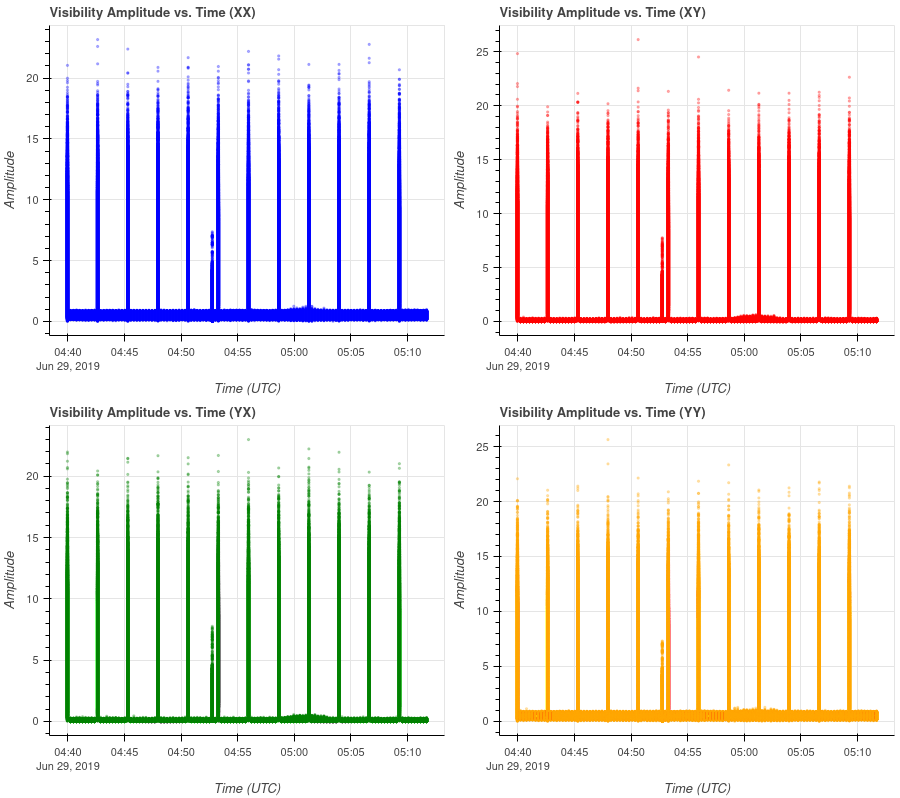 Visibility Amplitude vs. Time (XX)
20
15
10
5
0
Amplitude
04:40 04:45 04:50 04:55 05:00 05:05 05:10
Jun 29, 2019
Time (UTC)
Visibility Amplitude vs. Time (XY)
25
20
15
10
5
0
Amplitude
04:40 04:45 04:50 04:55 05:00 05:05 05:10
Jun 29, 2019
Time (UTC)
Visibility Amplitude vs. Time (YX)
20
15
10
5
0
Amplitude
04:40 04:45 04:50 04:55 05:00 05:05 05:10
Jun 29, 2019
Time (UTC)
Visibility Amplitude vs. Time (YY)
25
20
15
10
5
0
Amplitude
04:40 04:45 04:50 04:55 05:00 05:05 05:10
Jun 29, 2019
Time (UTC)